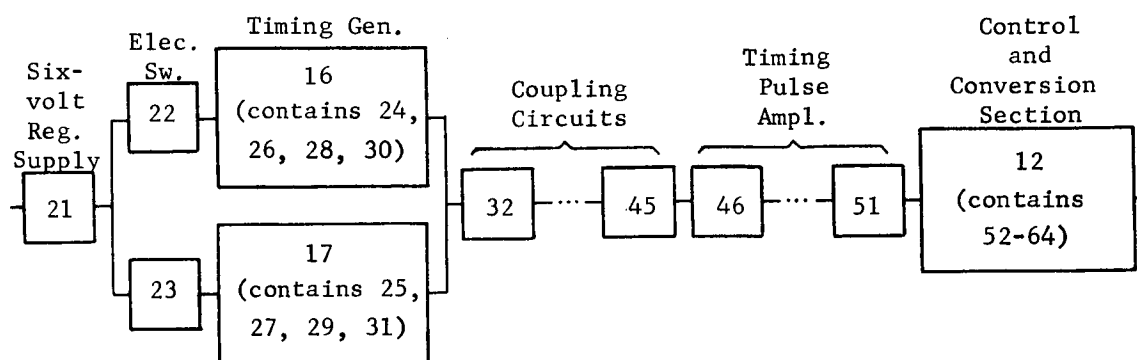 Six-
volt
Reg.
Supply
21
Elec.
Sw.
22
23
Timing Gen.
16
(contains 24,
26, 28, 30)
17
(contains 25,
27, 29, 31)
Coupling
Circuits
32 ... 45
Timing
Pulse
Ampl.
46 ... 51
Control
and
Conversion
Section
12
(contains
52-64)